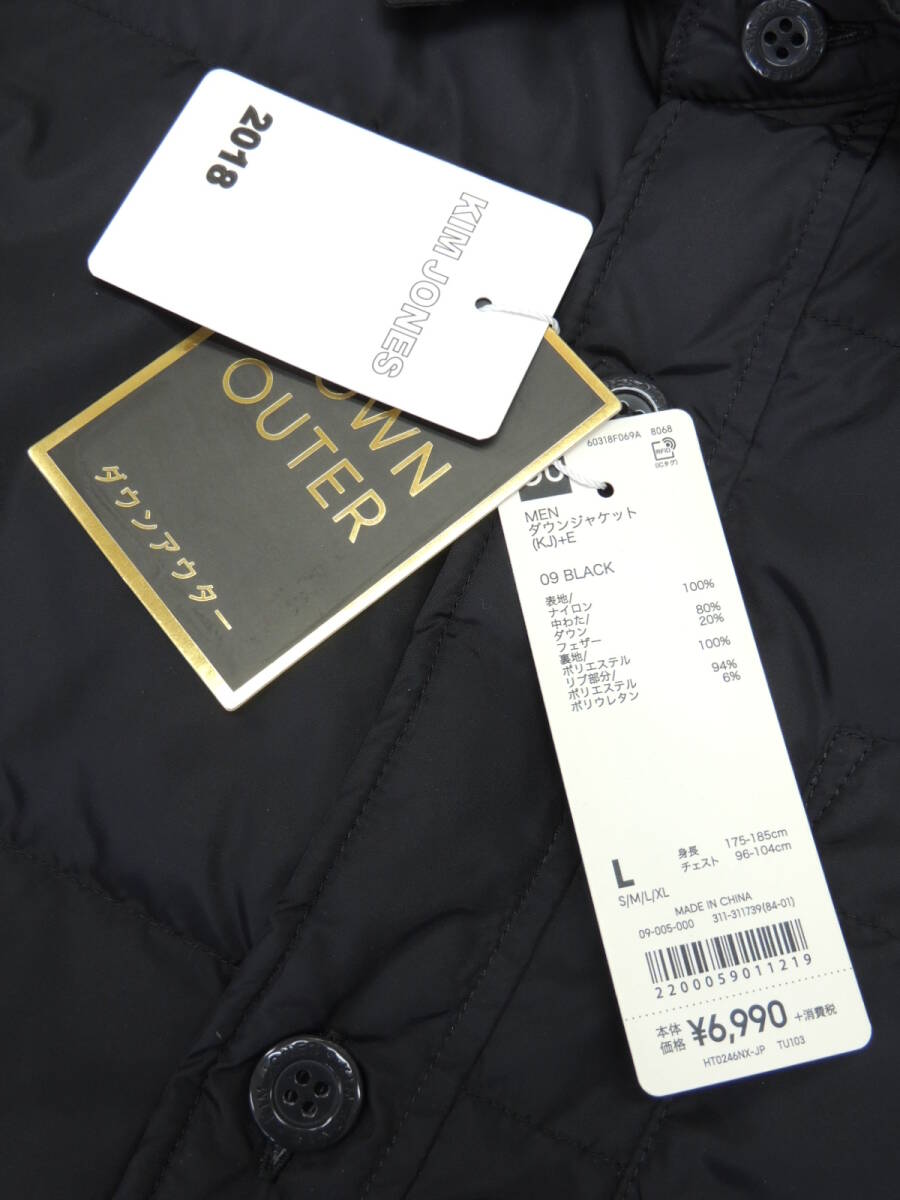 2018
KIM JONES
OWN
OUTER
ダウンアウター
60318F069A 8068
RFID
(ICタグ)
MEN
ダウンジャケット
(KJ)+E
09 BLACK
表地/
ナイロン 100%
中わた/
ダウン 80%
フェザー 20%
裏地/
ポリエステル 100%
リブ部分/
ポリエステル 94%
ポリウレタン 6%
L
身長 175-185cm
チェスト 96-104cm
S/M/L/XL
MADE IN CHINA
09-005-000 311-311739(84-01)
2200059011219
本体
価格 ¥6,990 +消費税
HT0246NX-JP TU103